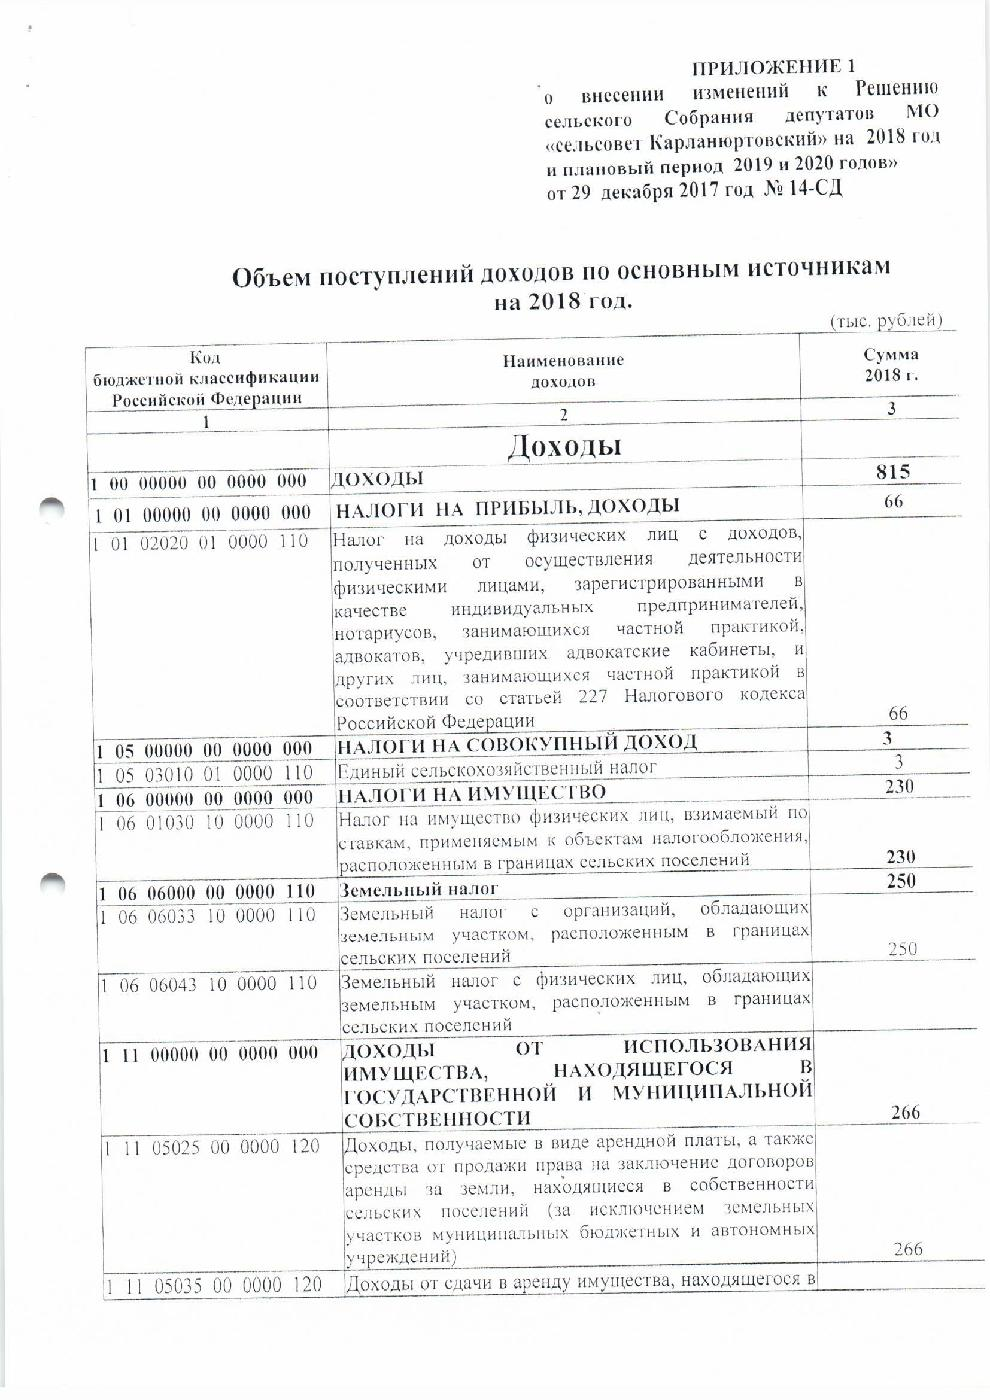 ПРИЛОЖЕНИЕ 1
о внесении изменений к Решению
сельского Собрания депутатов МО
«сельсовет Карланюртовский» на 2018 год
и плановый период 2019 и 2020 годов»
от 29 декабря 2017 год № 14-СД
Объем поступлений доходов по основным источникам
на 2018 год.
(тыс. рублей)
Код
бюджетной классификации
Российской Федерации
Наименование
доходов
Сумма
2018 г.
1 2 3
Доходы
1 00 00000 00 0000 000 ДОХОДЫ 815
1 01 00000 00 0000 000 НАЛОГИ НА ПРИБЫЛЬ, ДОХОДЫ 66
1 01 02020 01 0000 110 Налог на доходы физических лиц с доходов,
полученных от осуществления деятельности
физическими лицами, зарегистрированными в
качестве индивидуальных предпринимателей,
нотариусов, занимающихся частной практикой,
адвокатов, учредивших адвокатские кабинеты, и
других лиц, занимающихся частной практикой в
соответствии со статьей 227 Налогового кодекса
Российской Федерации 66
1 05 00000 00 0000 000 НАЛОГИ НА СОВОКУПНЫЙ ДОХОД 3
1 05 03010 01 0000 110 Единый сельскохозяйственный налог 3
1 06 00000 00 0000 000 НАЛОГИ НА ИМУЩЕСТВО 230
1 06 01030 10 0000 110 Налог на имущество физических лиц, взимаемый по
ставкам, применяемым к объектам налогообложения,
расположенным в границах сельских поселений 230
1 06 06000 00 0000 110 Земельный налог 250
1 06 06033 10 0000 110 Земельный налог с организаций, обладающих
земельным участком, расположенным в границах
сельских поселений 250
1 06 06043 10 0000 110 Земельный налог с физических лиц, обладающих
земельным участком, расположенным в границах
сельских поселений
1 11 00000 00 0000 000 ДОХОДЫ ОТ ИСПОЛЬЗОВАНИЯ
ИМУЩЕСТВА, НАХОДЯЩЕГОСЯ В
ГОСУДАРСТВЕННОЙ И МУНИЦИПАЛЬНОЙ
СОБСТВЕННОСТИ 266
1 11 05025 00 0000 120 Доходы, получаемые в виде арендной платы, а также
средства от продажи права на заключение договоров
аренды за земли, находящиеся в собственности
сельских поселений (за исключением земельных
участков муниципальных бюджетных и автономных
учреждений) 266
1 11 05035 00 0000 120 Доходы от сдачи в аренду имущества, находящегося в